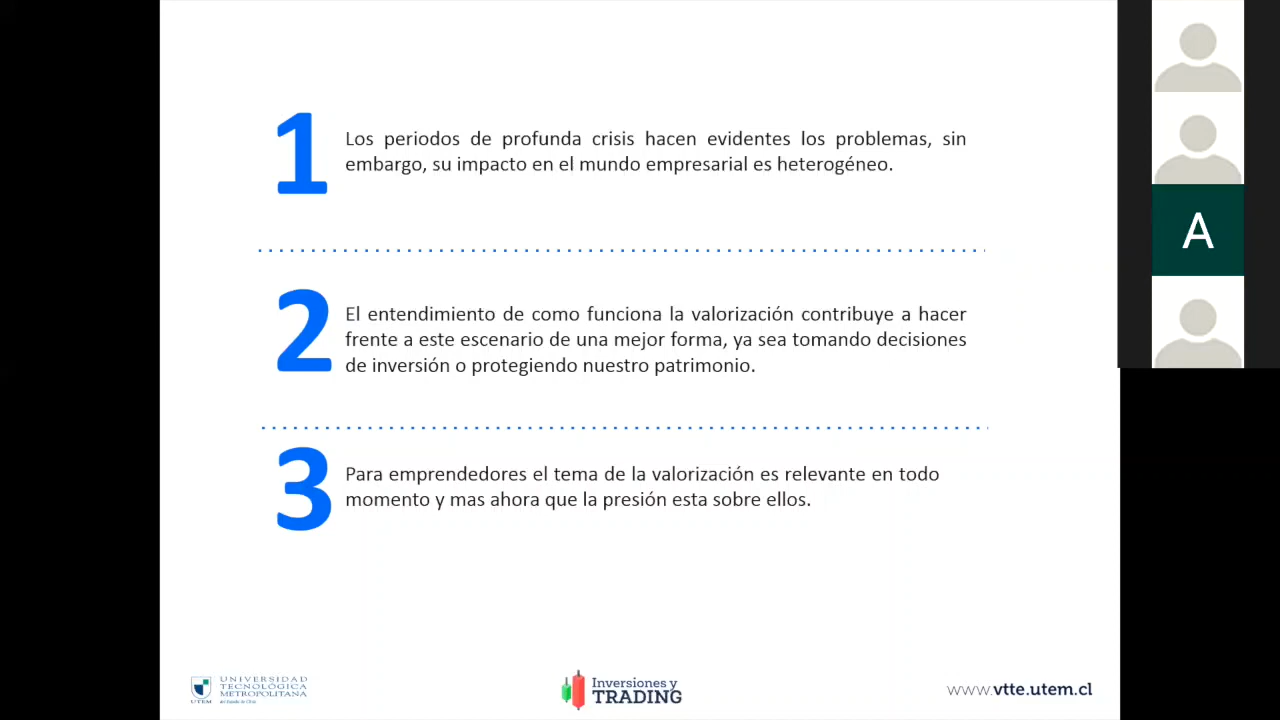 1
Los periodos de profunda crisis hacen evidentes los problemas, sin
embargo, su impacto en el mundo empresarial es heterogéneo.
2
El entendimiento de como funciona la valorización contribuye a hacer
frente a este escenario de una mejor forma, ya sea tomando decisiones
de inversión o protegiendo nuestro patrimonio.
3
Para emprendedores el tema de la valorización es relevante en todo
momento y mas ahora que la presión esta sobre ellos.
A
UTEM
UNIVERSIDAD
TECNOLÓGICA
METROPOLITANA
del Estado de Chile
Inversiones y
TRADING
www.vtte.utem.cl